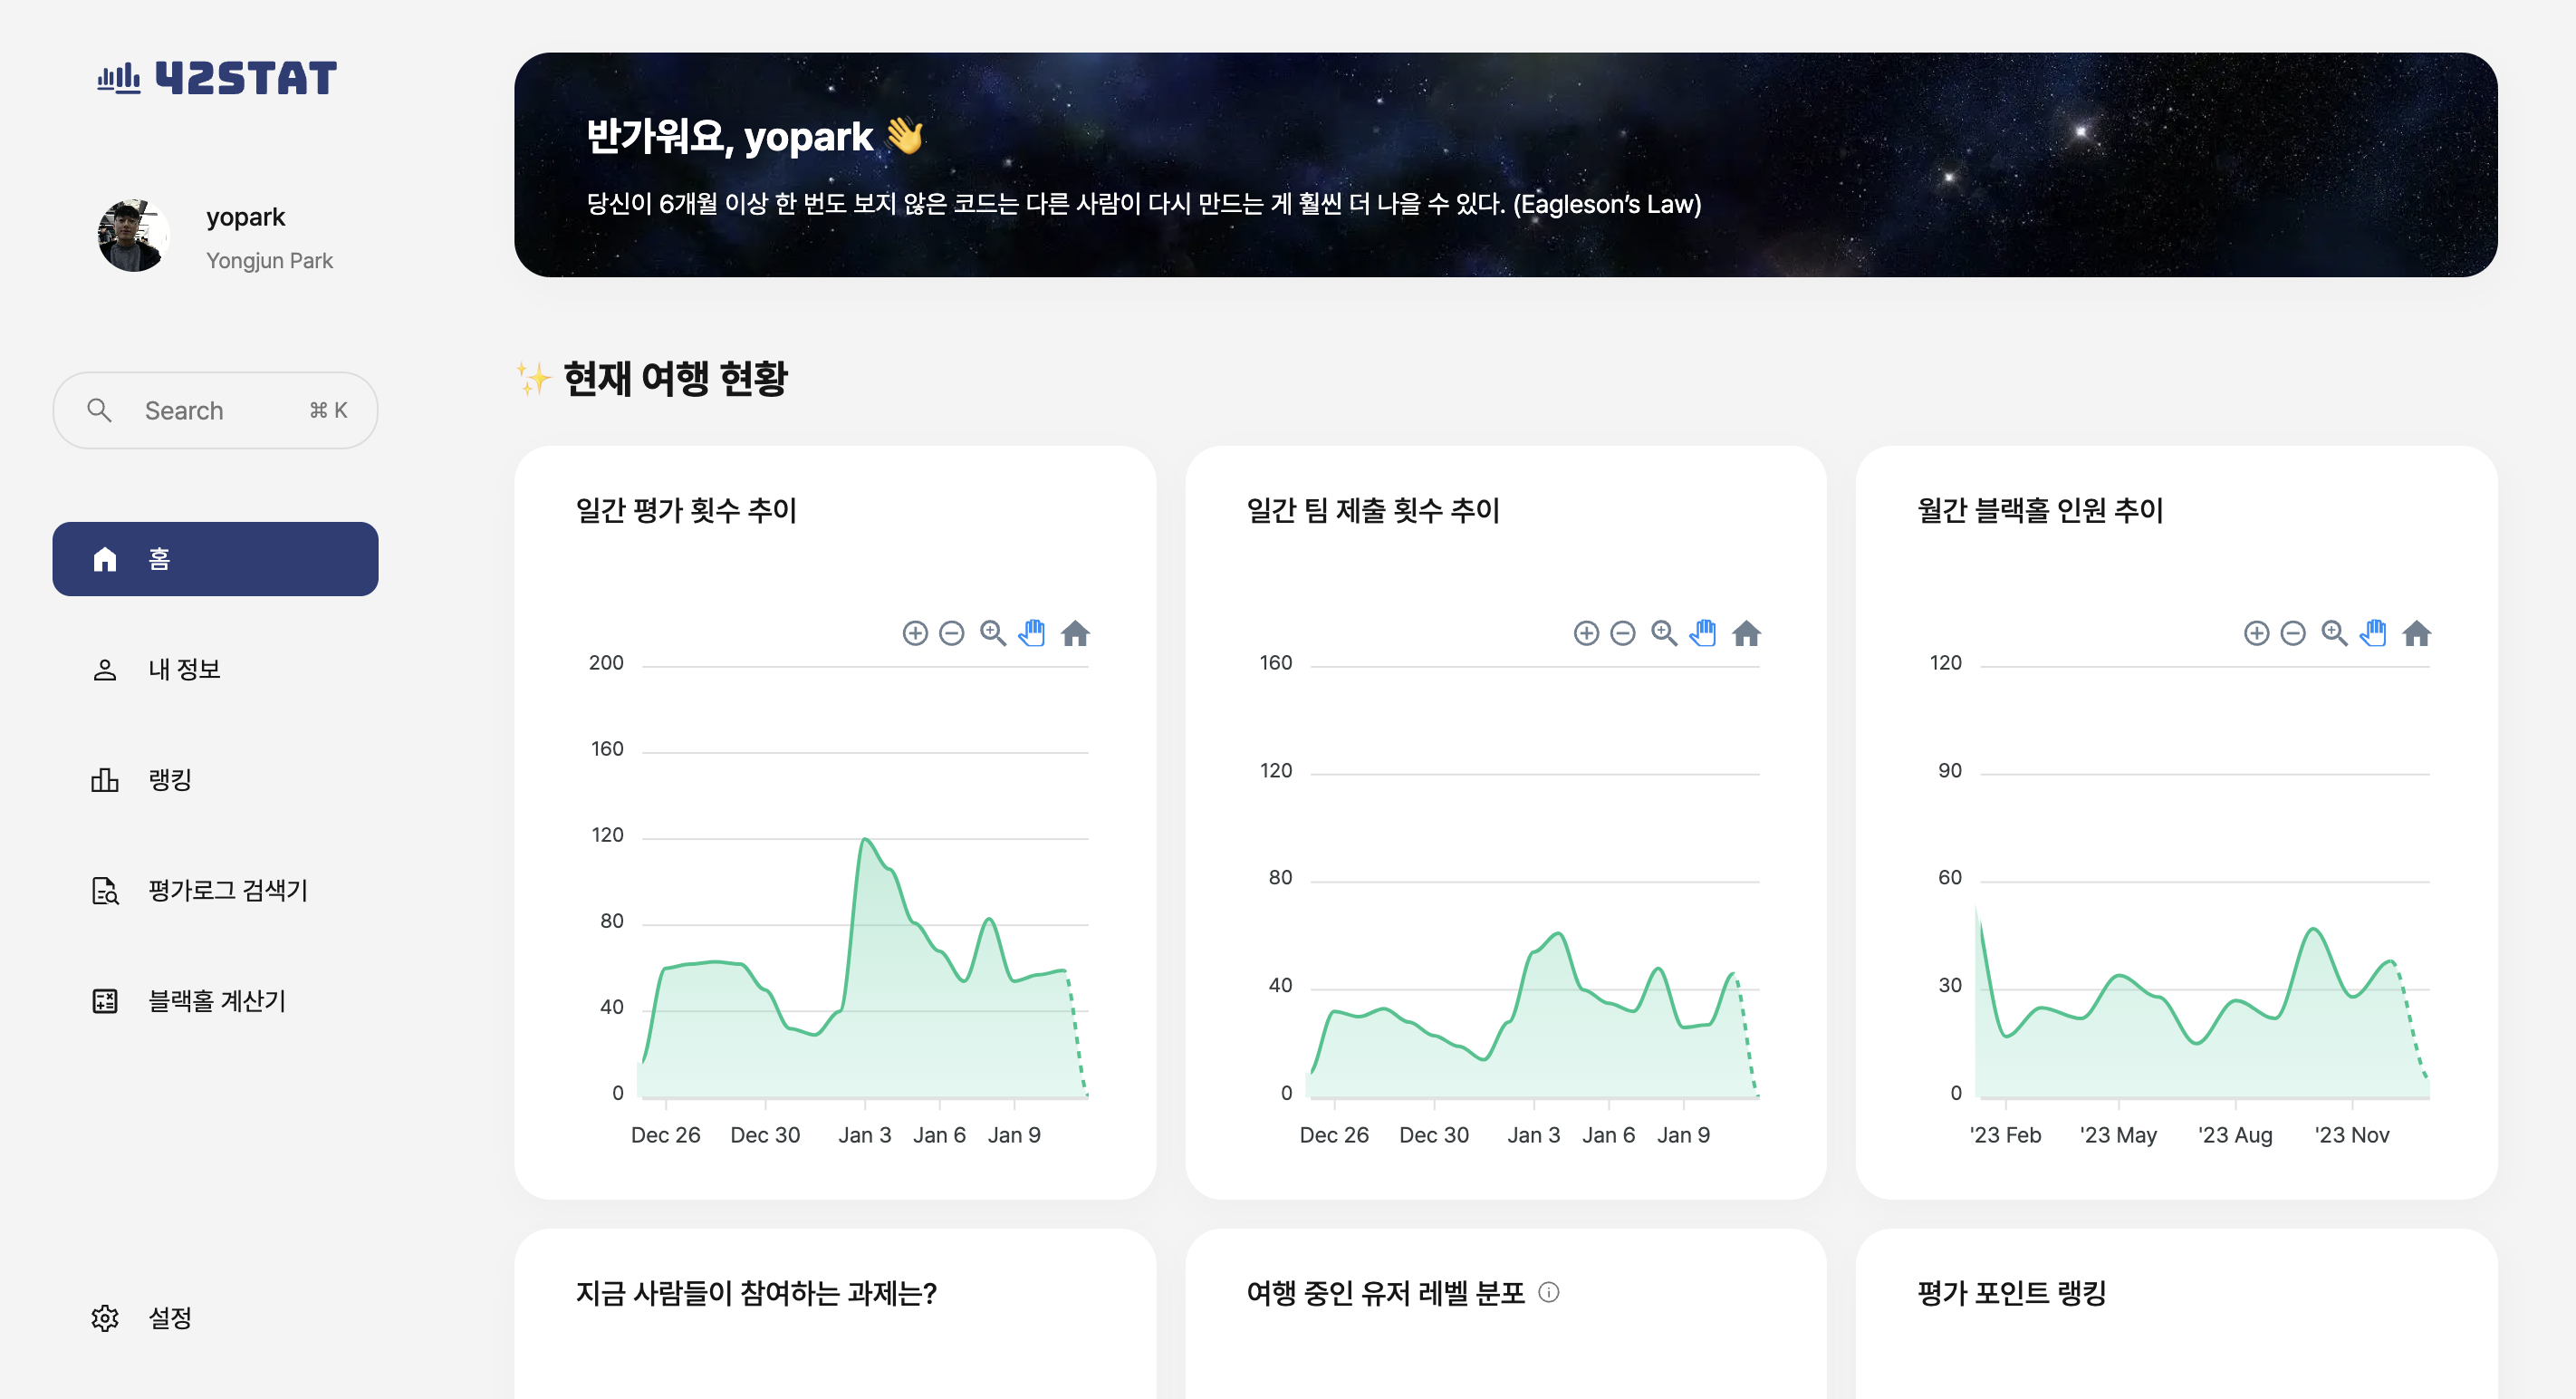 42STAT
yopark
Yongjun Park
Search ⌘ K
홈
내 정보
랭킹
평가로그 검색기
블랙홀 계산기
설정
반가워요, yopark 👋
당신이 6개월 이상 한 번도 보지 않은 코드는 다른 사람이 다시 만드는 게 훨씬 더 나을 수 있다. (Eagleson’s Law)
✨ 현재 여행 현황
일간 평가 횟수 추이
200
160
120
80
40
0
Dec 26 Dec 30 Jan 3 Jan 6 Jan 9
일간 팀 제출 횟수 추이
160
120
80
40
0
Dec 26 Dec 30 Jan 3 Jan 6 Jan 9
월간 블랙홀 인원 추이
120
90
60
30
0
'23 Feb '23 May '23 Aug '23 Nov
지금 사람들이 참여하는 과제는?
여행 중인 유저 레벨 분포
평가 포인트 랭킹